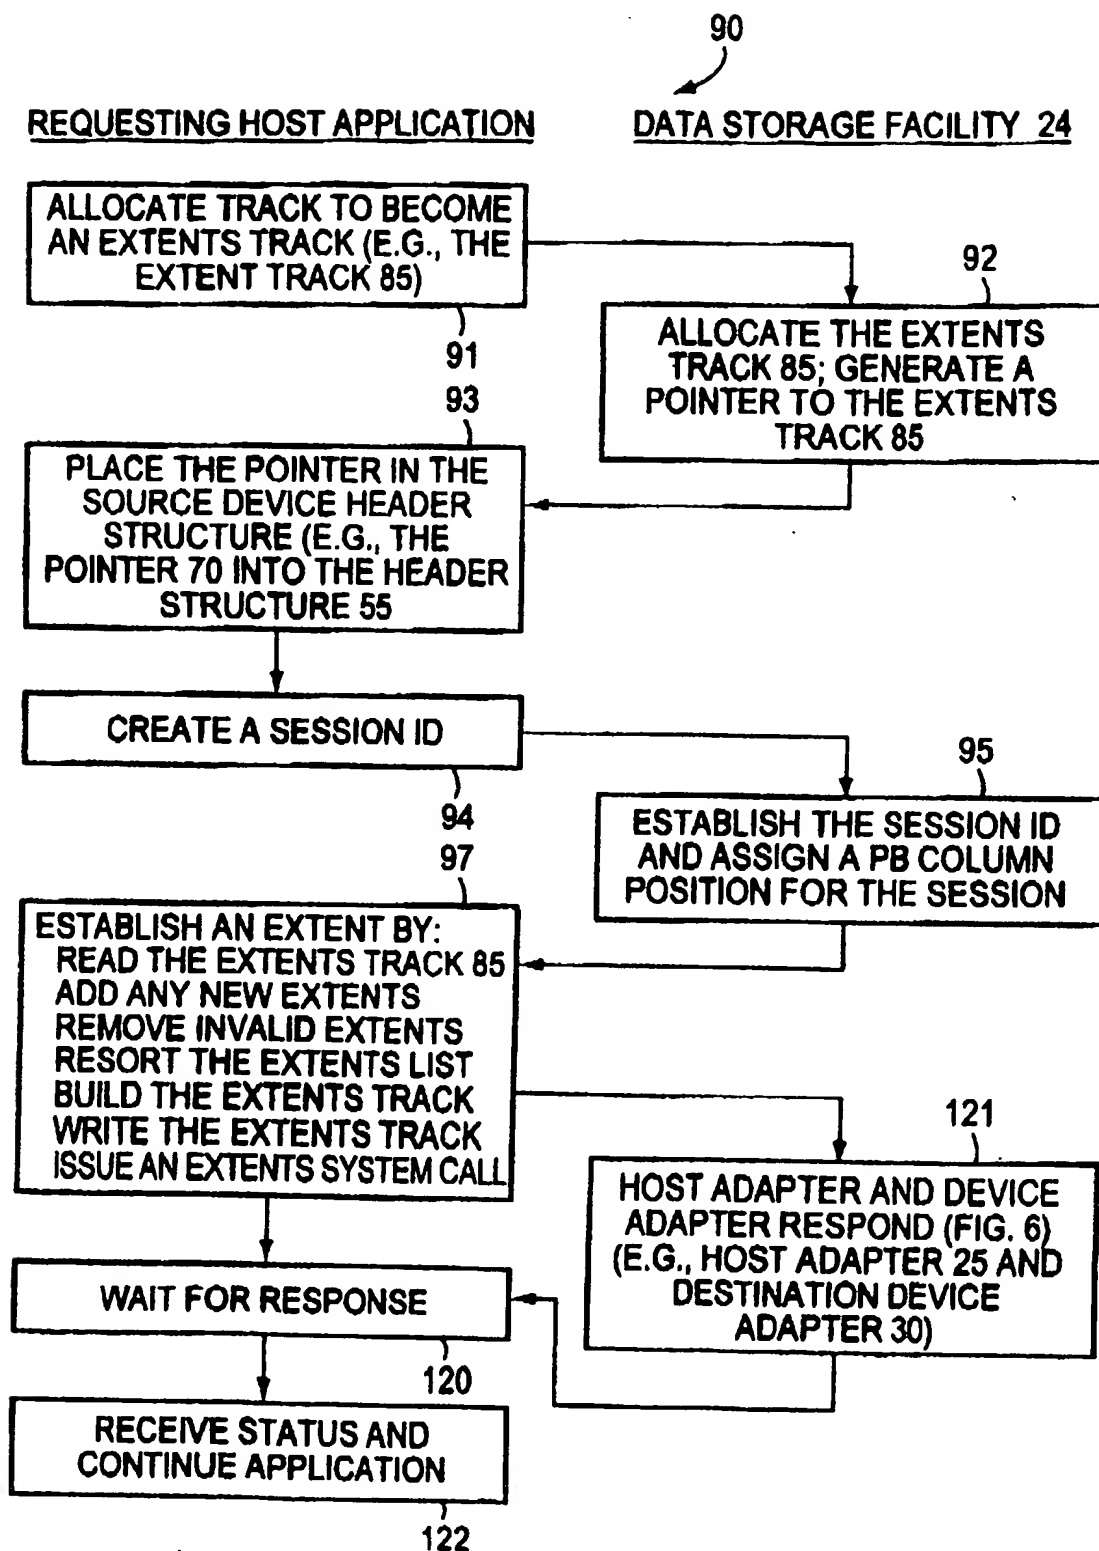 90
REQUESTING HOST APPLICATION
DATA STORAGE FACILITY 24
ALLOCATE TRACK TO BECOME
AN EXTENTS TRACK (E.G., THE
EXTENT TRACK 85)
91
92
ALLOCATE THE EXTENTS
TRACK 85; GENERATE A
POINTER TO THE EXTENTS
TRACK 85
93
PLACE THE POINTER IN THE
SOURCE DEVICE HEADER
STRUCTURE (E.G., THE
POINTER 70 INTO THE HEADER
STRUCTURE 55
CREATE A SESSION ID
94
95
ESTABLISH THE SESSION ID
AND ASSIGN A PB COLUMN
POSITION FOR THE SESSION
97
ESTABLISH AN EXTENT BY:
READ THE EXTENTS TRACK 85
ADD ANY NEW EXTENTS
REMOVE INVALID EXTENTS
RESORT THE EXTENTS LIST
BUILD THE EXTENTS TRACK
WRITE THE EXTENTS TRACK
ISSUE AN EXTENTS SYSTEM CALL
121
HOST ADAPTER AND DEVICE
ADAPTER RESPOND (FIG. 6)
(E.G., HOST ADAPTER 25 AND
DESTINATION DEVICE
ADAPTER 30)
WAIT FOR RESPONSE
120
RECEIVE STATUS AND
CONTINUE APPLICATION
122